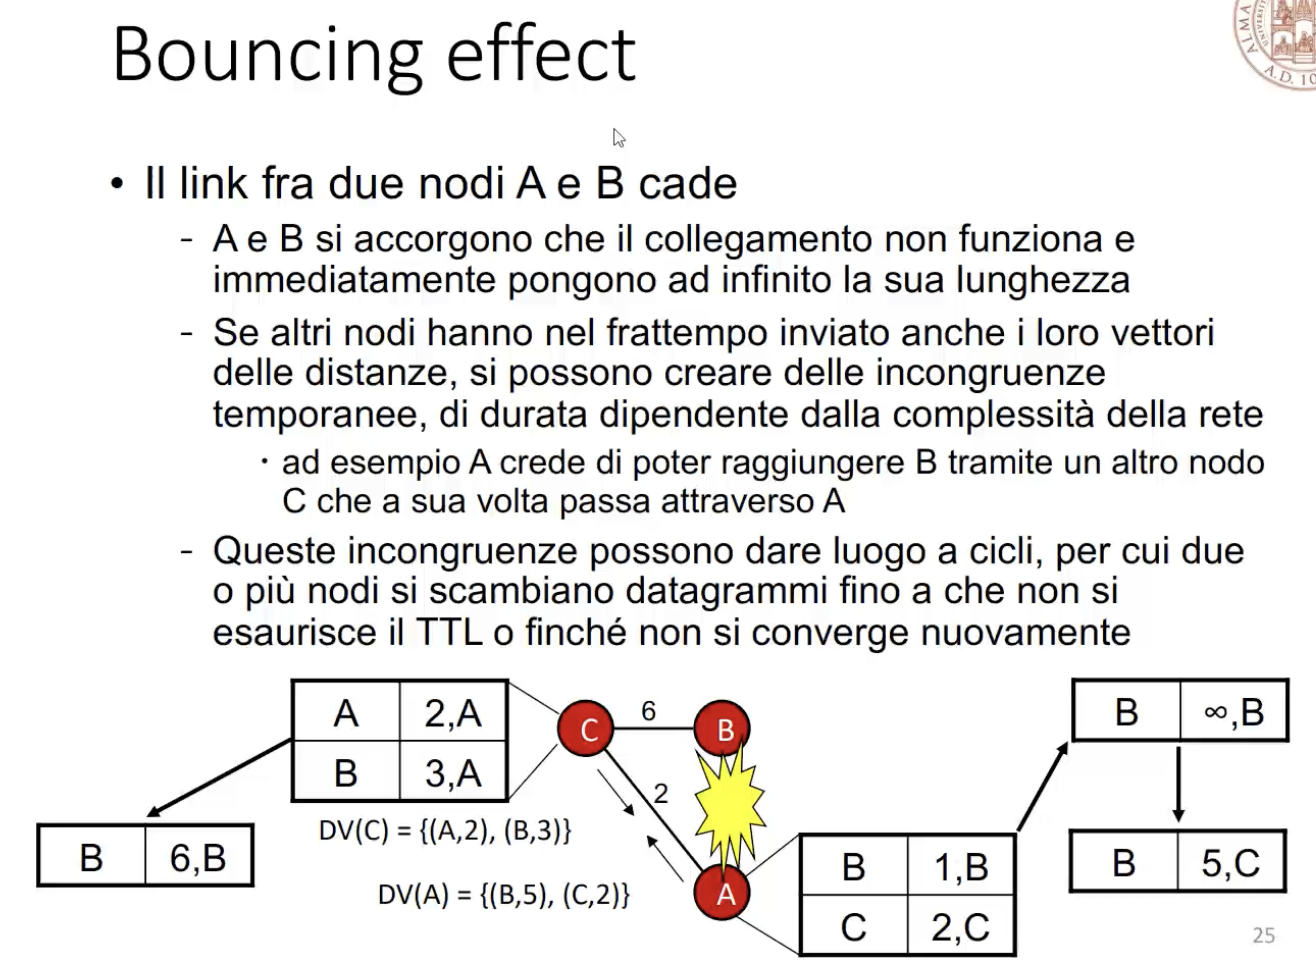 Bouncing effect
• Il link fra due nodi A e B cade
- A e B si accorgono che il collegamento non funziona e
immediatamente pongono ad infinito la sua lunghezza
- Se altri nodi hanno nel frattempo inviato anche i loro vettori
delle distanze, si possono creare delle incongruenze
temporanee, di durata dipendente dalla complessità della rete
· ad esempio A crede di poter raggiungere B tramite un altro nodo
C che a sua volta passa attraverso A
- Queste incongruenze possono dare luogo a cicli, per cui due
o più nodi si scambiano datagrammi fino a che non si
esaurisce il TTL o finché non si converge nuovamente
A 2,A
B 3,A
C 6 B
2
A
B ∞,B
DV(C) = {(A,2), (B,3)}
B 6,B
DV(A) = {(B,5), (C,2)}
B 1,B
C 2,C
B 5,C
25
ALMA
A.D. 10